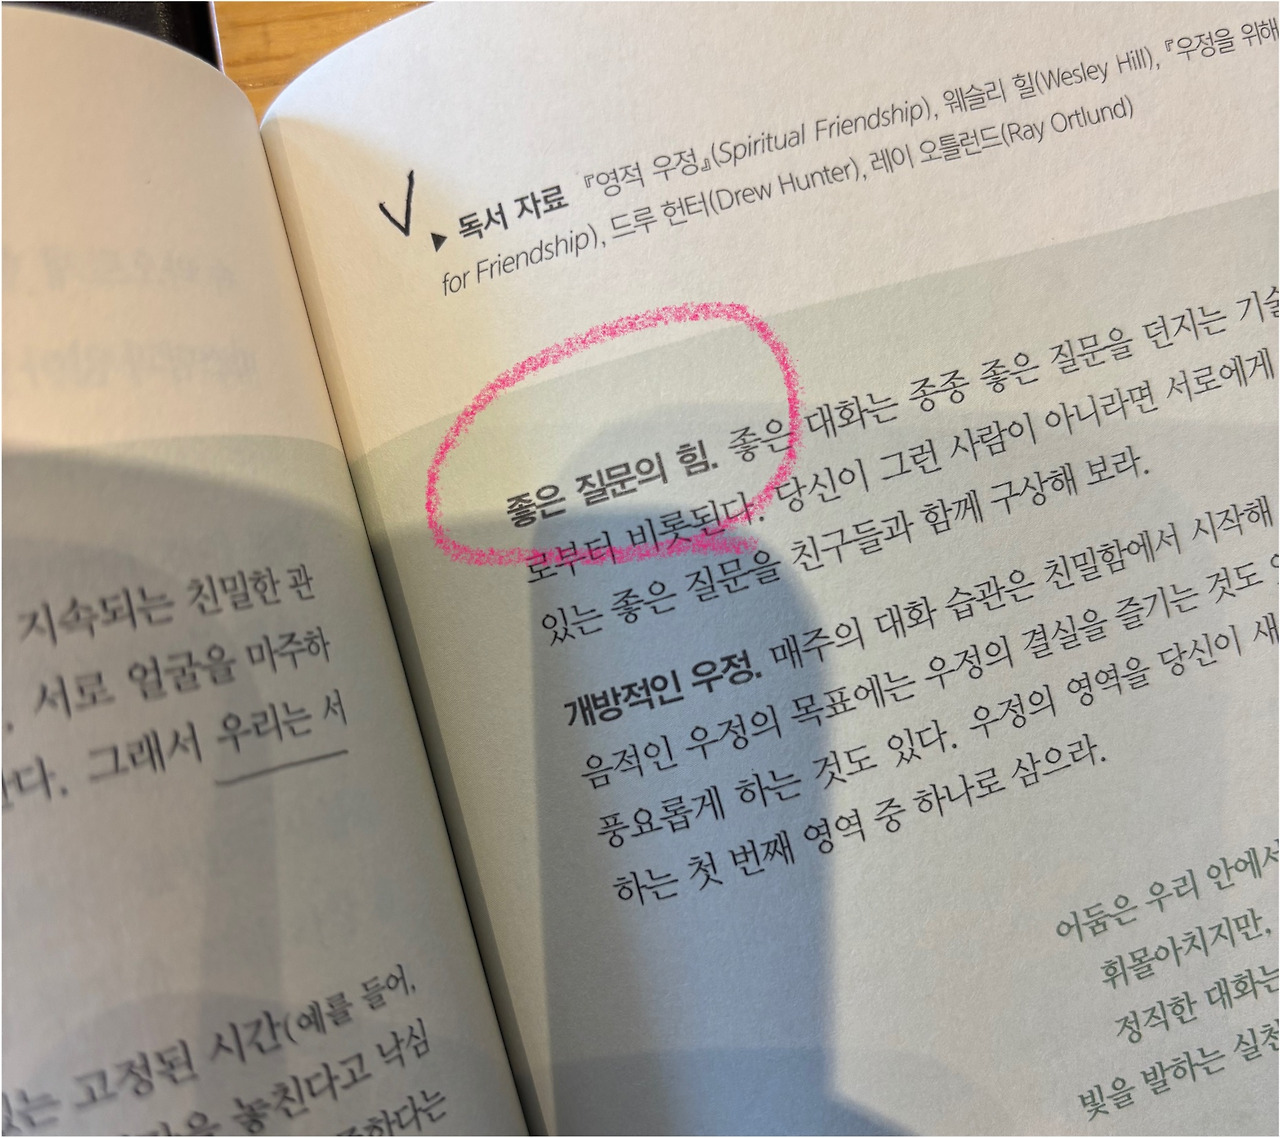 지속되는 친밀한 관
서로 얼굴을 마주하
그래서 우리는 서
있는 고정된 시간(예를 들어,
놓친다고 낙심
▶ 독서 자료 『영적 우정』(Spiritual Friendship), 웨슬리 힐(Wesley Hill), 『우정을 위해
for Friendship), 드루 헌터(Drew Hunter), 레이 오틀런드(Ray Ortlund)
좋은 질문의 힘. 좋은 대화는 종종 좋은 질문을 던지는 기술
로부터 비롯된다. 당신이 그런 사람이 아니라면 서로에게
있는 좋은 질문을 친구들과 함께 구상해 보라.
개방적인 우정. 매주의 대화 습관은 친밀함에서 시작해
음적인 우정의 목표에는 우정의 결실을 즐기는 것도
풍요롭게 하는 것도 있다. 우정의 영역을 당신이 새
하는 첫 번째 영역 중 하나로 삼으라.
어둠은 우리 안에서
휘몰아치지만,
정직한 대화는
빛을 발하는 실천